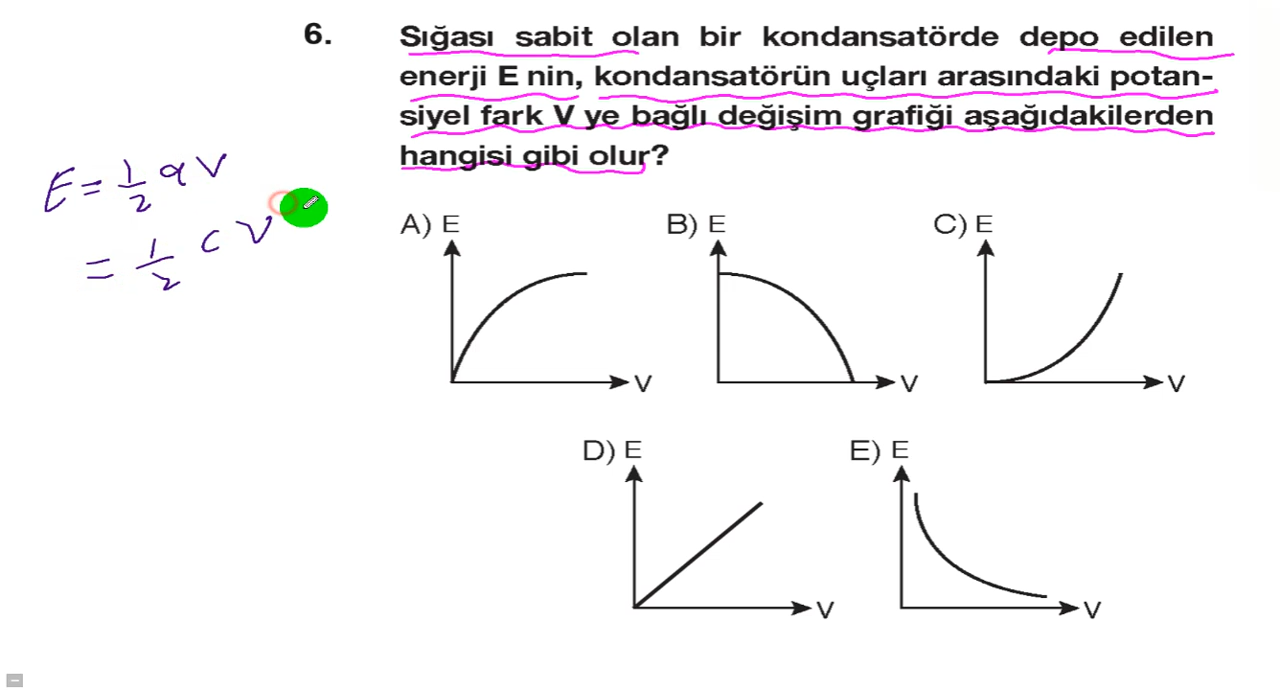 6. Sığası sabit olan bir kondansatörde depo edilen
enerji E nin, kondansatörün uçları arasındaki potan-
siyel fark V ye bağlı değişim grafiği aşağıdakilerden
hangisi gibi olur?
E = 1/2 q V
= 1/2 C V
A) E
V
B) E
V
C) E
V
D) E
V
E) E
V